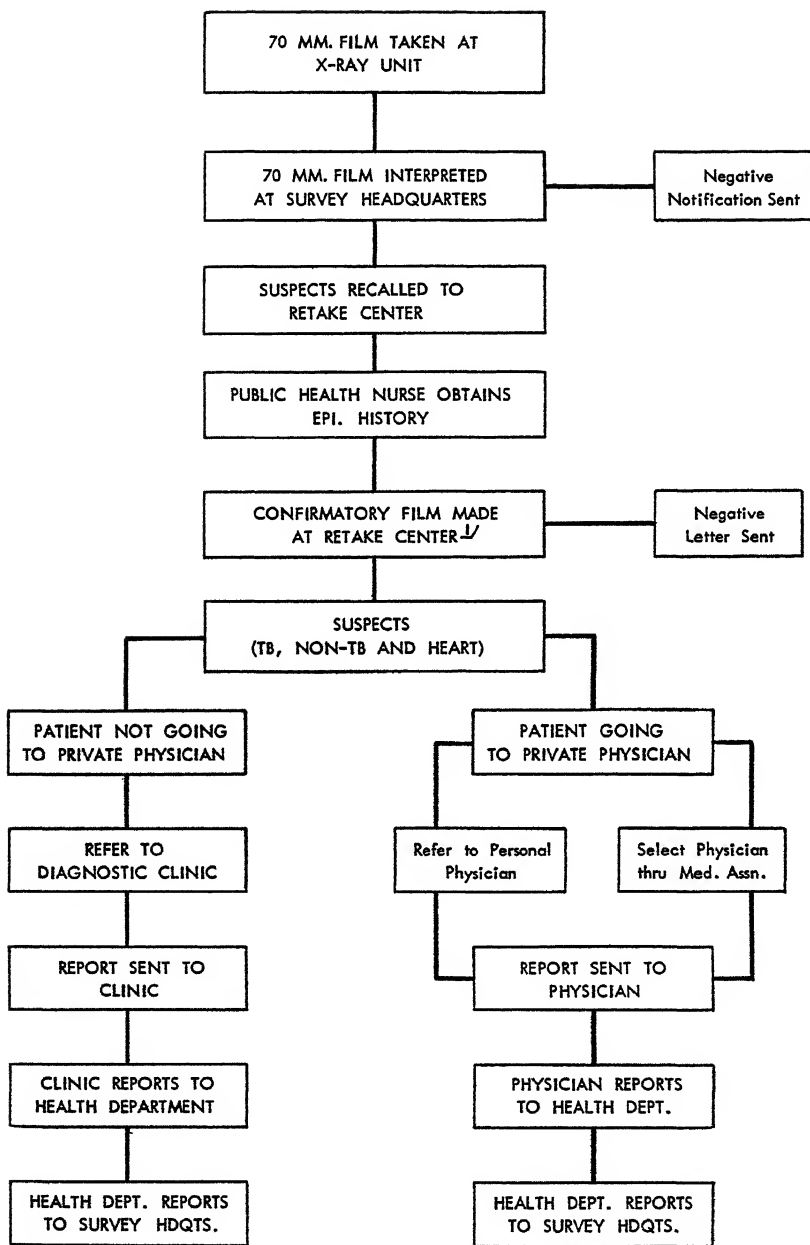 70 MM. FILM TAKEN AT
X-RAY UNIT
70 MM. FILM INTERPRETED
AT SURVEY HEADQUARTERS
Negative
Notification Sent
SUSPECTS RECALLED TO
RETAKE CENTER
PUBLIC HEALTH NURSE OBTAINS
EPI. HISTORY
CONFIRMATORY FILM MADE
AT RETAKE CENTER 1/
Negative
Letter Sent
SUSPECTS
(TB, NON-TB AND HEART)
PATIENT NOT GOING
TO PRIVATE PHYSICIAN
PATIENT GOING
TO PRIVATE PHYSICIAN
REFER TO
DIAGNOSTIC CLINIC
Refer to Personal
Physician
Select Physician
thru Med. Assn.
REPORT SENT TO
CLINIC
REPORT SENT TO
PHYSICIAN
CLINIC REPORTS TO
HEALTH DEPARTMENT
PHYSICIAN REPORTS
TO HEALTH DEPT.
HEALTH DEPT. REPORTS
TO SURVEY HDQTS.
HEALTH DEPT. REPORTS
TO SURVEY HDQTS.